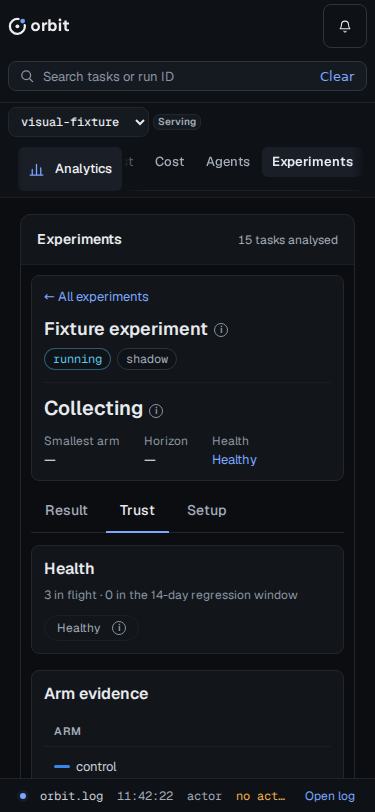 orbit
Search tasks or run ID Clear
visual-fixture Serving
Analytics Cost Agents Experiments
Experiments 15 tasks analysed
← All experiments
Fixture experiment
running shadow
Collecting
Smallest arm Horizon Health
— — Healthy
Result Trust Setup
Health
3 in flight · 0 in the 14-day regression window
Healthy
Arm evidence
ARM
control
orbit.log 11:42:22 actor no act… Open log